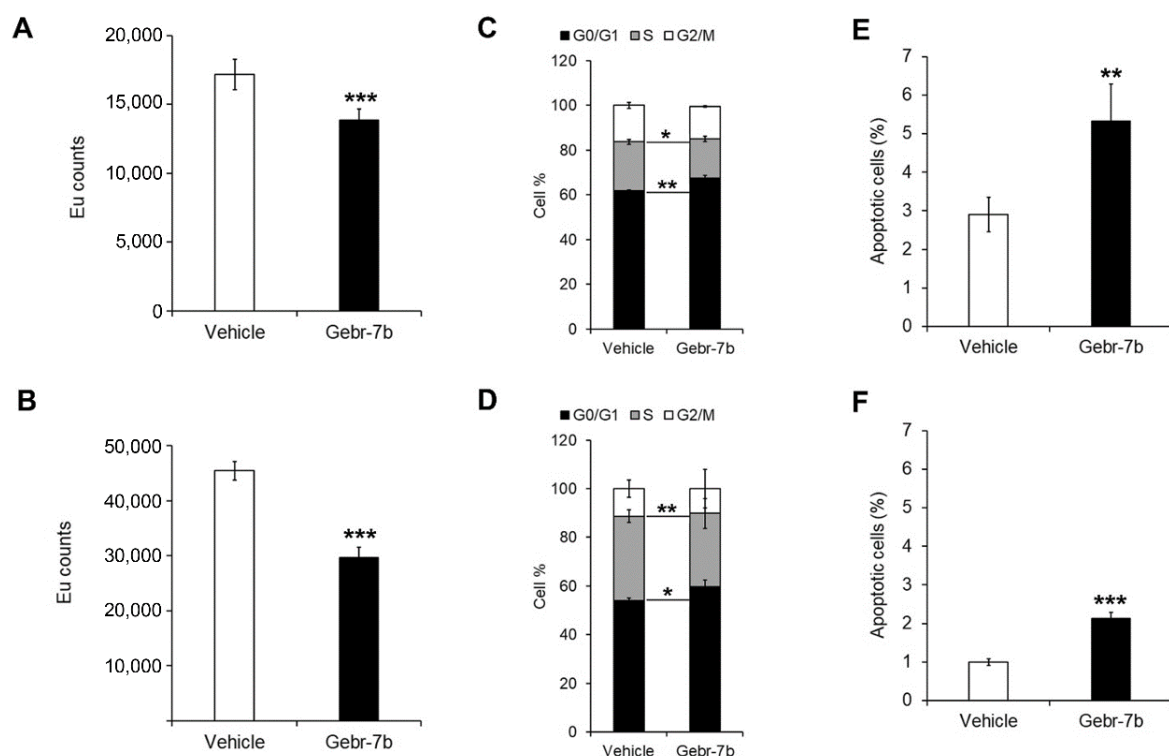 A
20,000
15,000
10,000
5,000
0
Eu counts
***
Vehicle Gebr-7b
C
G0/G1 S G2/M
120
100
80
60
40
20
0
Cell %
*
**
Vehicle Gebr-7b
E
7
6
5
4
3
2
1
0
Apoptotic cells (%)
**
Vehicle Gebr-7b
B
50,000
40,000
30,000
20,000
10,000
Eu counts
***
Vehicle Gebr-7b
D
G0/G1 S G2/M
120
100
80
60
40
20
0
Cell %
**
*
Vehicle Gebr-7b
F
7
6
5
4
3
2
1
0
Apoptotic cells (%)
***
Vehicle Gebr-7b